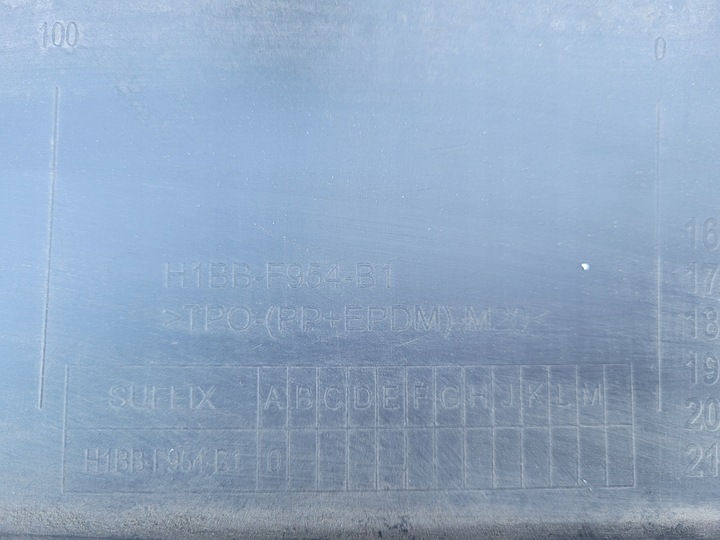 100 0
16
H1BB-F954-B1
17
>TPO-(PP+EPDM)-M20<
18
19
SUFFIX A B C D E F G H J K L M
20
H1BB-F954-B1 0
21